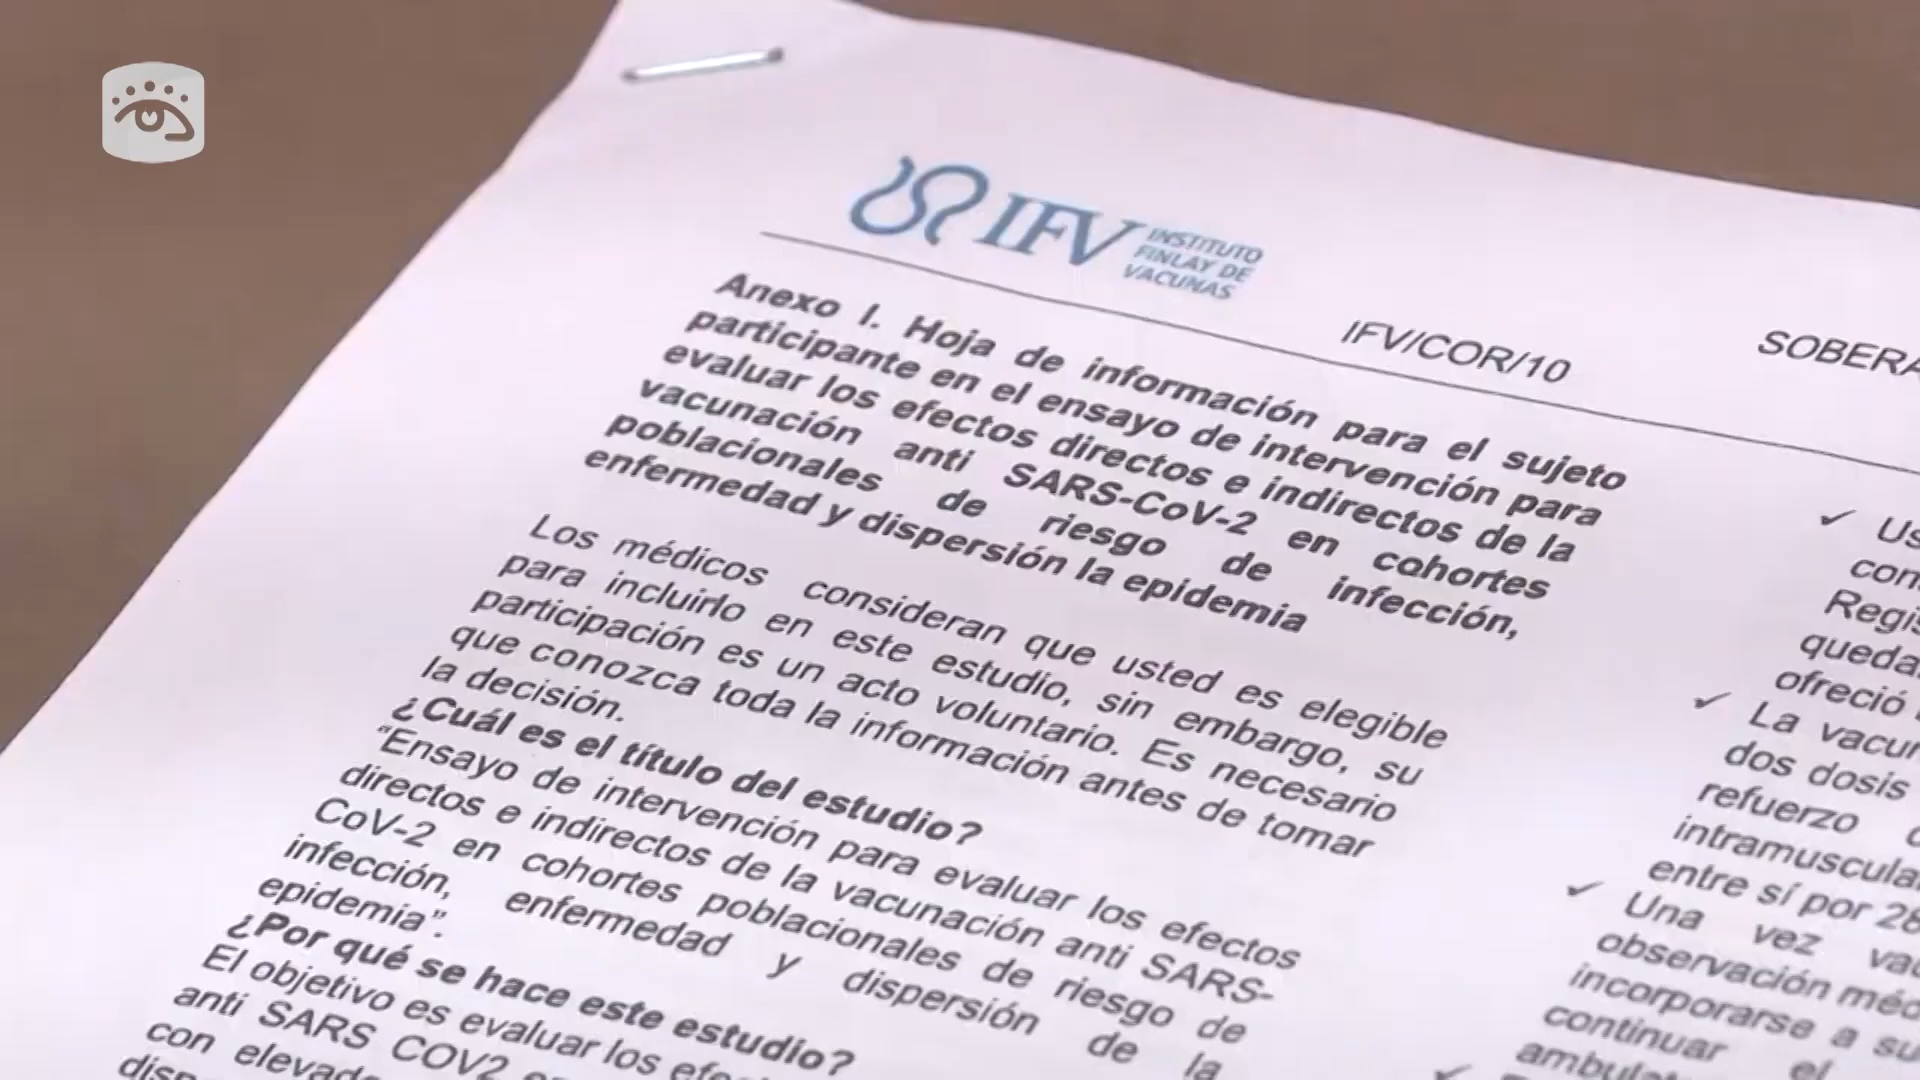 IFV INSTITUTO
FINLAY DE
VACUNAS
IFV/COR/10
Anexo I. Hoja de información para el sujeto
participante en el ensayo de intervención para
evaluar los efectos directos e indirectos de la
vacunación anti SARS-CoV-2 en cohortes
poblacionales de riesgo de infección,
enfermedad y dispersión la epidemia
Los médicos consideran que usted es elegible
para incluirlo en este estudio, sin embargo, su
participación es un acto voluntario. Es necesario
que conozca toda la información antes de tomar
la decisión.
¿Cuál es el título del estudio?
“Ensayo de intervención para evaluar los efectos
directos e indirectos de la vacunación anti SARS-
CoV-2 en cohortes poblacionales de riesgo de
infección, enfermedad y dispersión de la
epidemia”.
¿Por qué se hace este estudio?
El objetivo es evaluar los
anti SARS COV2
con
✓
✓ La
dos dosis
refuerzo
entre sí por 28
✓ Una vez
observación
incorporarse a su
continuar el